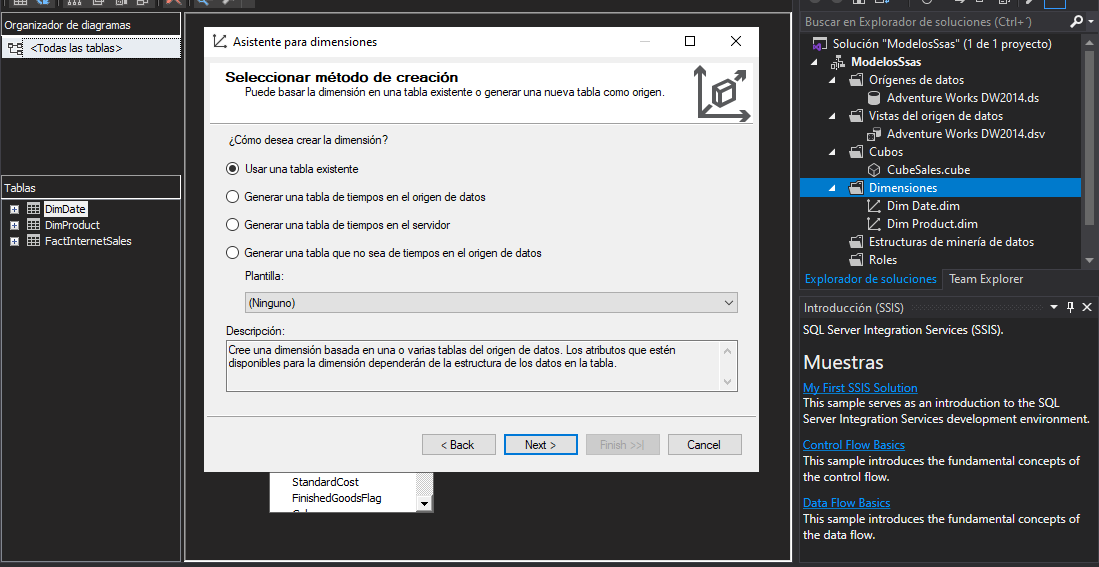 Organizador de diagramas
<Todas las tablas>
Tablas
DimDate
DimProduct
FactInternetSales
Asistente para dimensiones
Seleccionar método de creación
Puede basar la dimensión en una tabla existente o generar una nueva tabla como origen.
¿Cómo desea crear la dimensión?
Usar una tabla existente
Generar una tabla de tiempos en el origen de datos
Generar una tabla de tiempos en el servidor
Generar una tabla que no sea de tiempos en el origen de datos
Plantilla:
(Ninguno)
Descripción:
Cree una dimensión basada en una o varias tablas del origen de datos. Los atributos que estén
disponibles para la dimensión dependerán de la estructura de los datos en la tabla.
< Back
Next >
Finish >>|
Cancel
StandardCost
FinishedGoodsFlag
Buscar en Explorador de soluciones (Ctrl+´)
Solución "ModelosSsas" (1 de 1 proyecto)
ModelosSsas
Orígenes de datos
Adventure Works DW2014.ds
Vistas del origen de datos
Adventure Works DW2014.dsv
Cubos
CubeSales.cube
Dimensiones
Dim Date.dim
Dim Product.dim
Estructuras de minería de datos
Roles
Explorador de soluciones
Team Explorer
Introducción (SSIS)
SQL Server Integration Services (SSIS).
Muestras
My First SSIS Solution
This sample serves as an introduction to the SQL
Server Integration Services development environment.
Control Flow Basics
This sample introduces the fundamental concepts of
the control flow.
Data Flow Basics
This sample introduces the fundamental concepts of
the data flow.